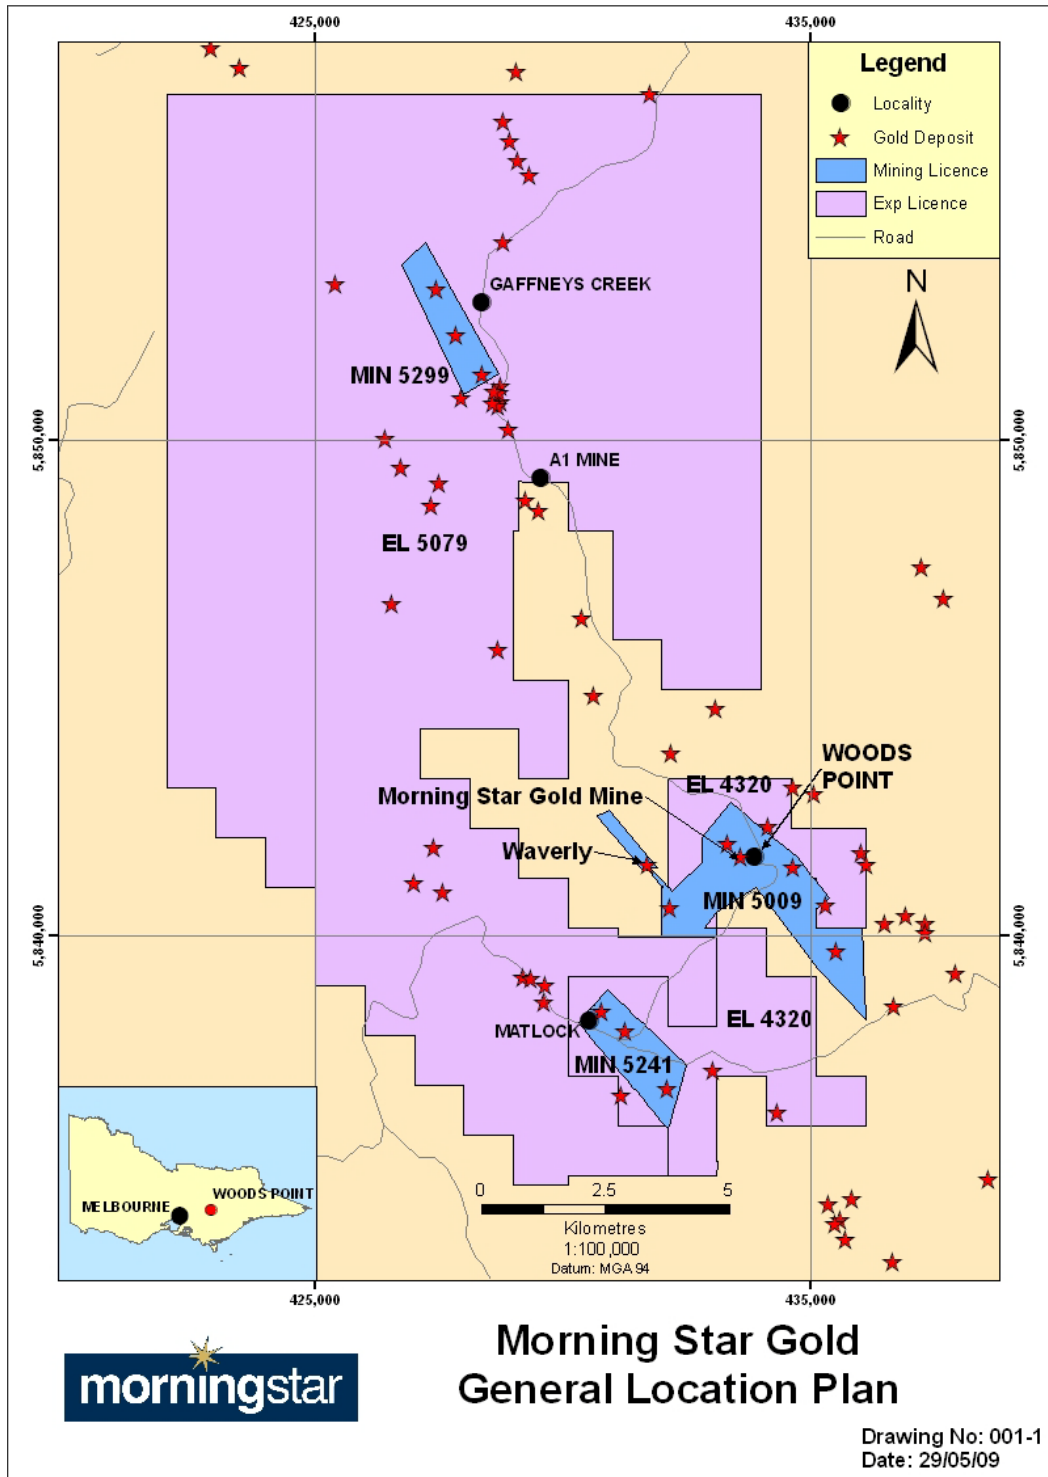 425,000
435,000
Legend
Locality
Gold Deposit
Mining Licence
Exp Licence
Road
N
GAFFNEYS CREEK
MIN 5299
5,850,000
5,850,000
A1 MINE
EL 5079
WOODS
POINT
EL 4320
Morning Star Gold Mine
Waverly
MIN 5009
5,840,000
5,840,000
MATLOCK
EL 4320
MIN 5241
MELBOURNE
WOODS POINT
0 2.5 5
Kilometres
1:100,000
Datum: MGA 94
425,000
435,000
morningstar
Morning Star Gold
General Location Plan
Drawing No: 001-1
Date: 29/05/09